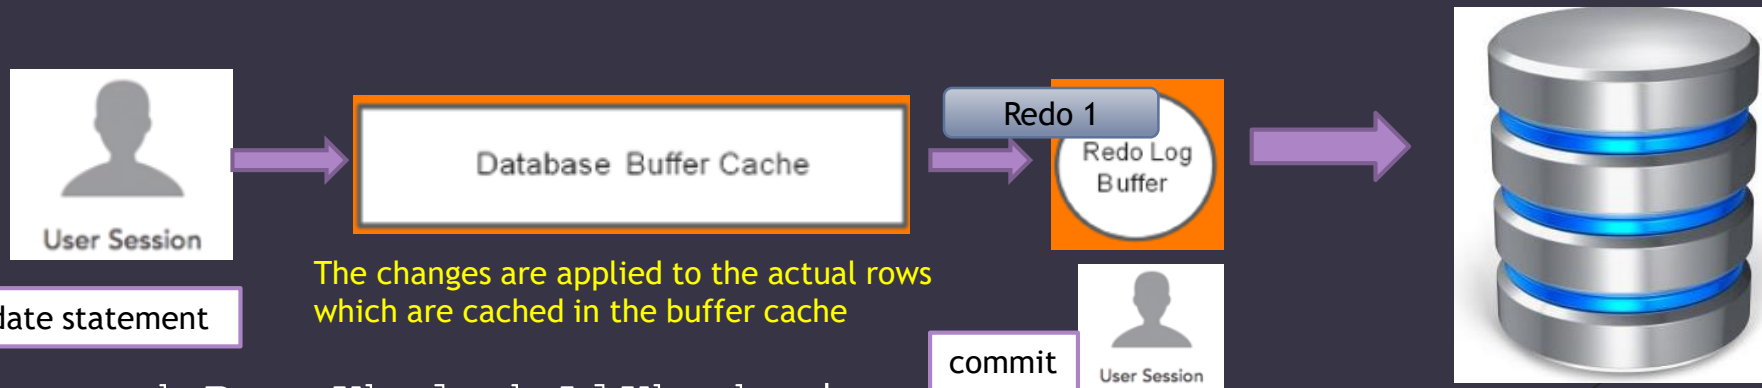 User Session
date statement
Database Buffer Cache
The changes are applied to the actual rows
which are cached in the buffer cache
Redo 1
Redo Log
Buffer
commit
User Session